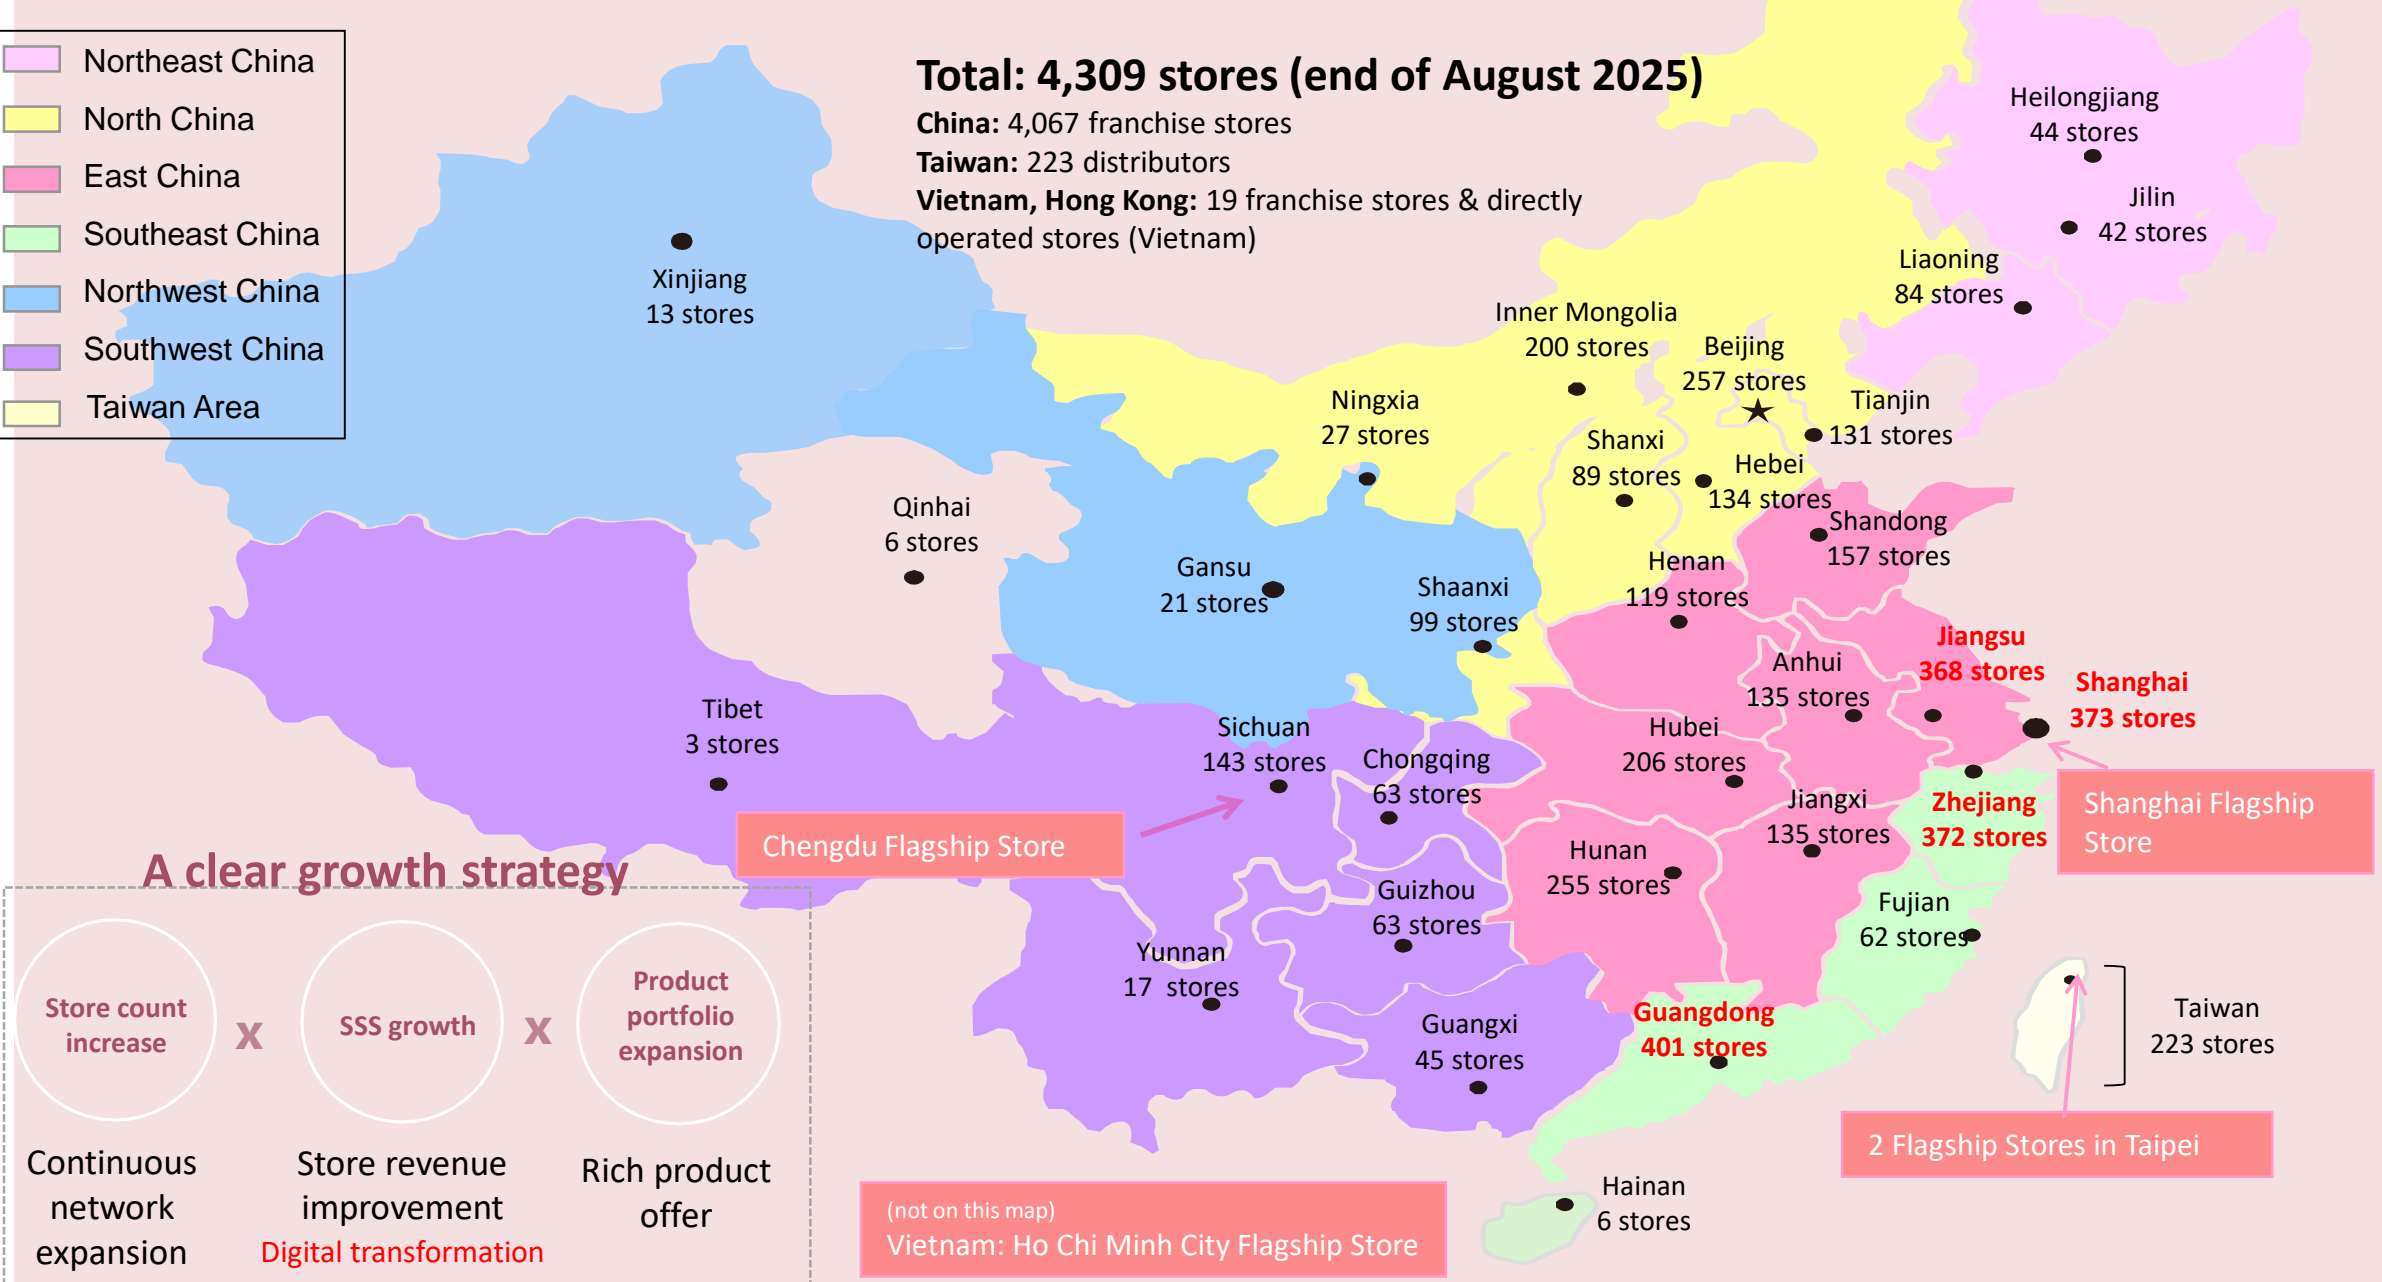 Northeast China
North China
East China
Southeast China
Northwest China
Southwest China
Taiwan Area
Total: 4,309 stores (end of August 2025)
China: 4,067 franchise stores
Taiwan: 223 distributors
Vietnam, Hong Kong: 19 franchise stores & directly
operated stores (Vietnam)
Heilongjiang
44 stores
Jilin
42 stores
Liaoning
84 stores
Xinjiang
13 stores
Inner Mongolia
200 stores
Beijing
257 stores
Tianjin
131 stores
Ningxia
27 stores
Shanxi
89 stores
Hebei
134 stores
Qinhai
6 stores
Shandong
157 stores
Gansu
21 stores
Shaanxi
99 stores
Henan
119 stores
Jiangsu
368 stores
Shanghai
373 stores
Anhui
135 stores
Tibet
3 stores
Sichuan
143 stores
Chongqing
63 stores
Hubei
206 stores
Jiangxi
135 stores
Zhejiang
372 stores
Shanghai Flagship
Store
Chengdu Flagship Store
Hunan
255 stores
Guizhou
63 stores
Fujian
62 stores
Yunnan
17 stores
Guangxi
45 stores
Guangdong
401 stores
Taiwan
223 stores
2 Flagship Stores in Taipei
Hainan
6 stores
(not on this map)
Vietnam: Ho Chi Minh City Flagship Store
A clear growth strategy
Store count
increase
x
SSS growth
x
Product
portfolio
expansion
Continuous
network
expansion
Store revenue
improvement
Digital transformation
Rich product
offer